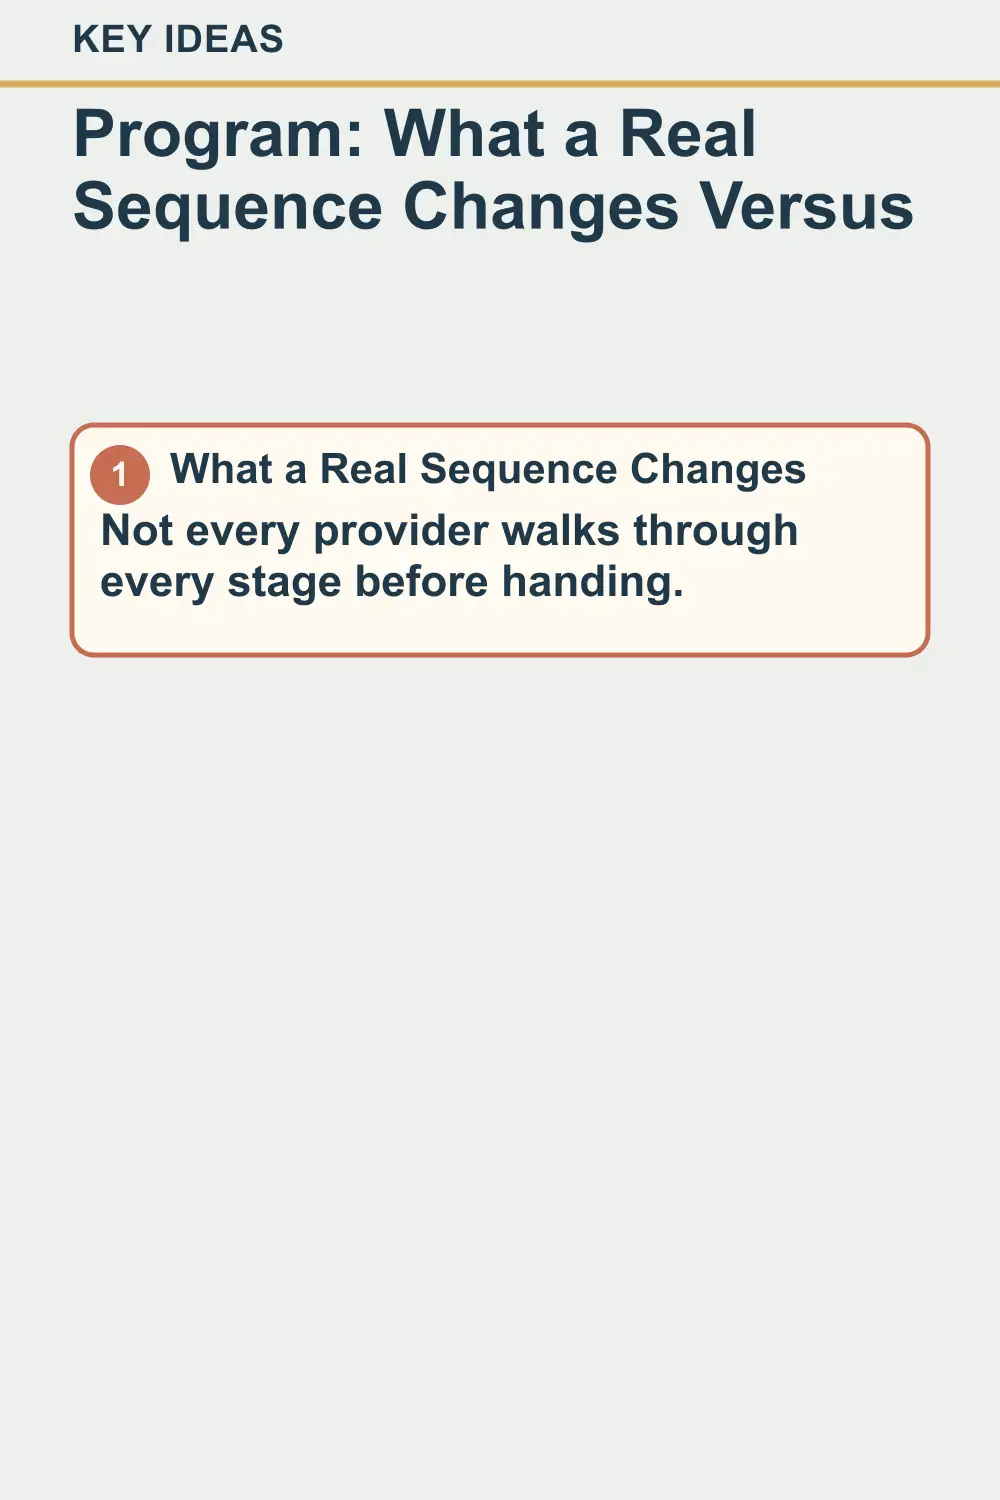 KEY IDEAS
Program: What a Real
Sequence Changes Versus
1 What a Real Sequence Changes
Not every provider walks through
every stage before handing.